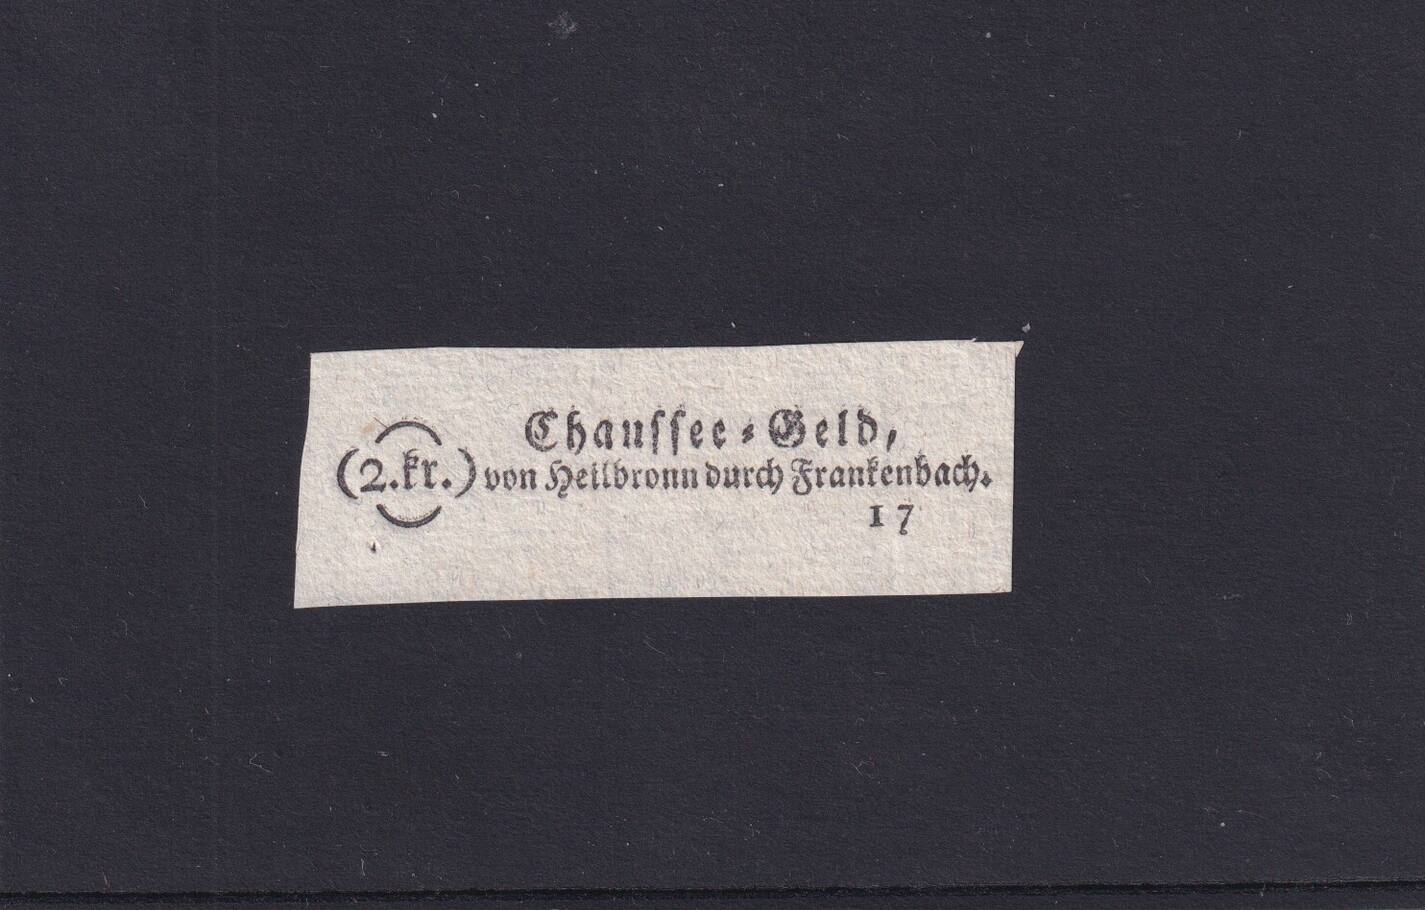 Chaussee-Geld,
(2.kr.) von Heilbronn durch Frankenbach.
17